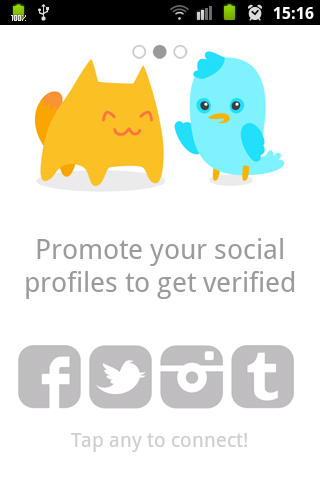 100%
15:16
Promote your social
profiles to get verified
f
t
Tap any to connect!